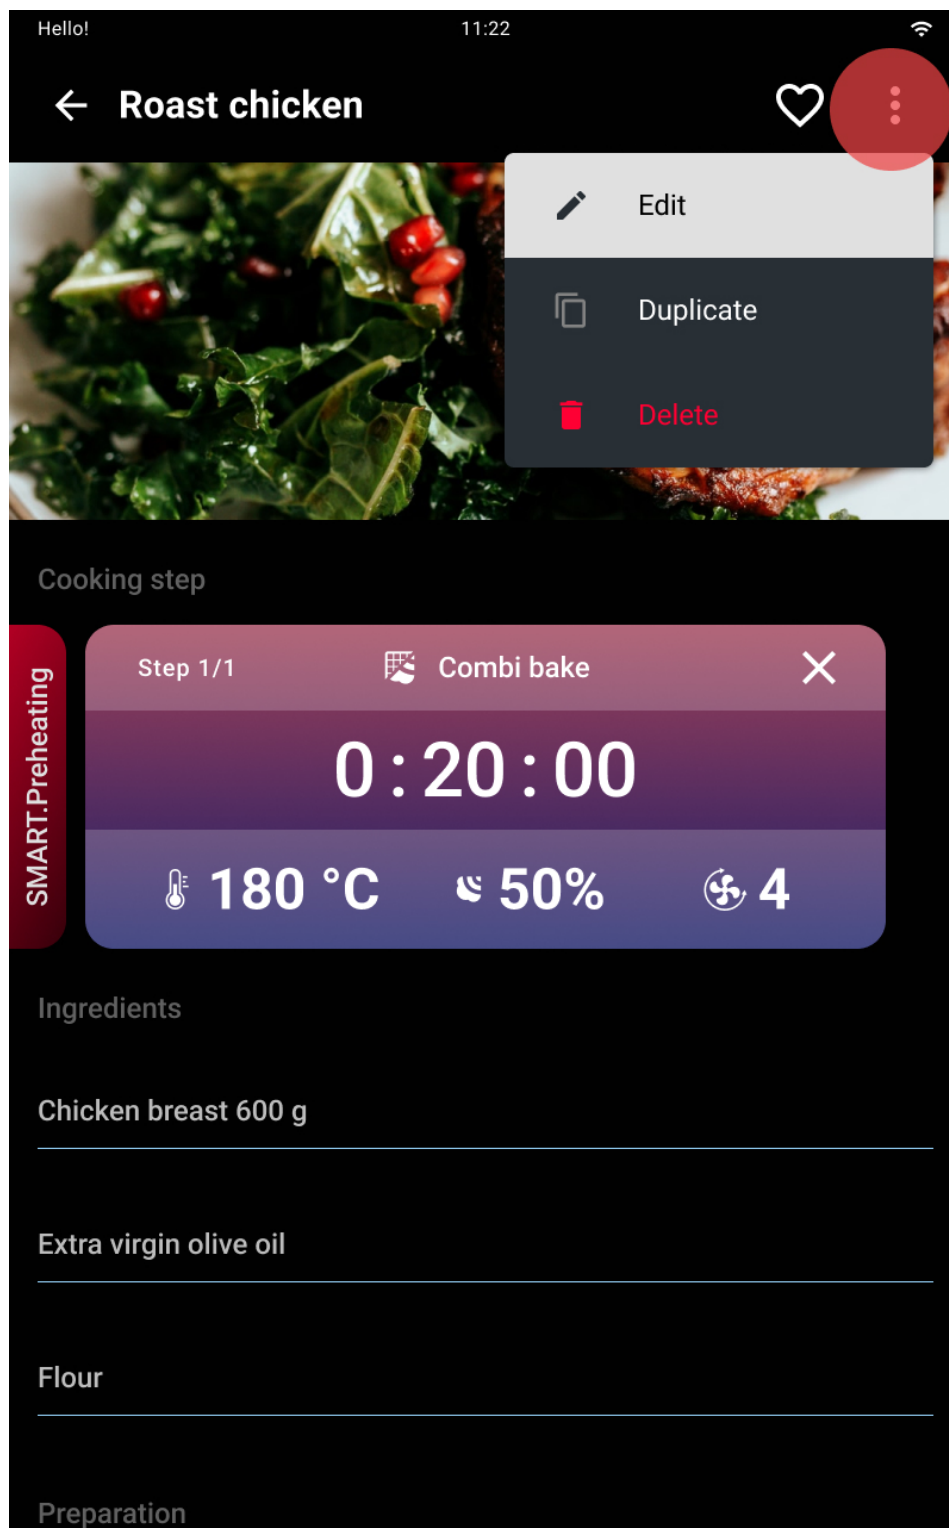 Hello! 11:22
Roast chicken
Edit
Duplicate
Delete
Cooking step
SMART.Preheating
Step 1/1 Combi bake
0 : 20 : 00
180 °C 50% 4
Ingredients
Chicken breast 600 g
Extra virgin olive oil
Flour
Preparation